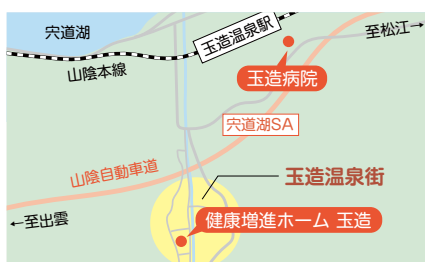 宍道湖
玉造温泉駅
至松江→
山陰本線
玉造病院
宍道湖SA
山陰自動車道
玉造温泉街
←至出雲
健康増進ホーム 玉造